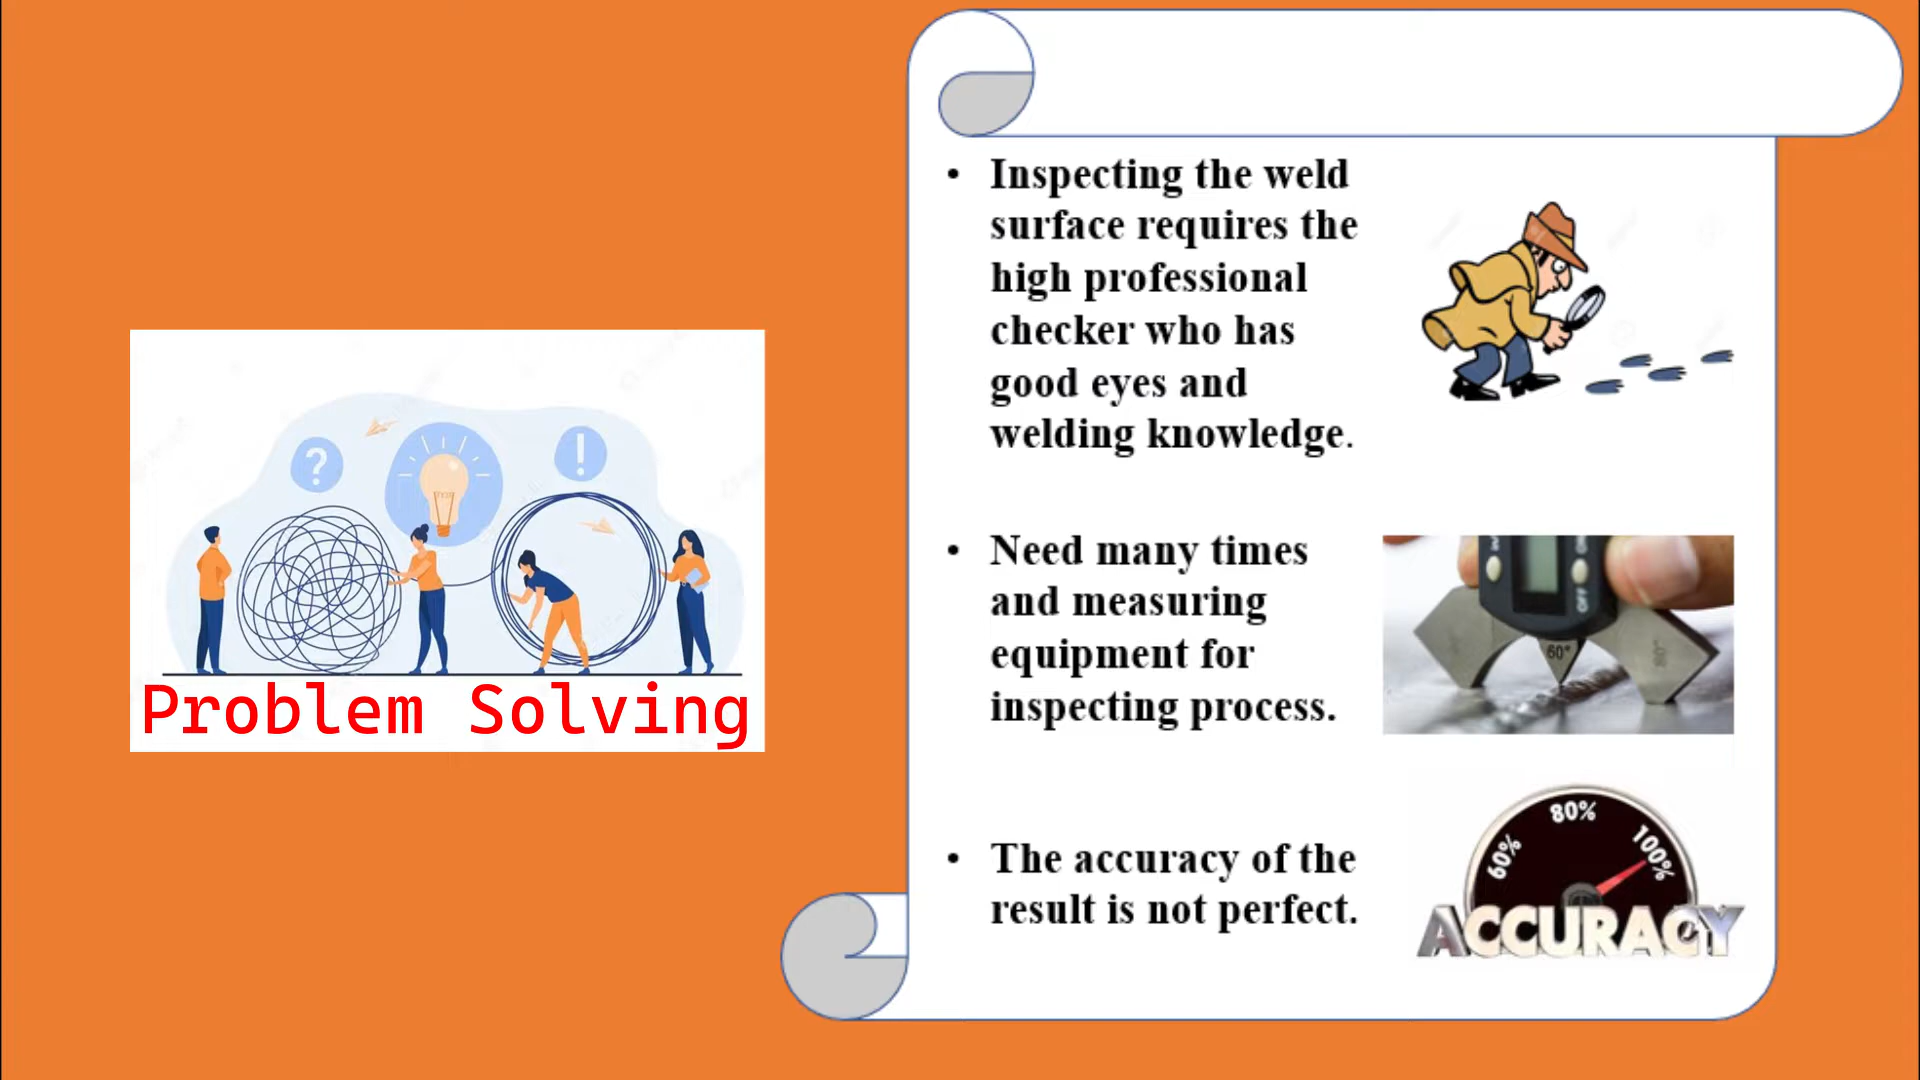 ?
!
Problem Solving
• Inspecting the weld
surface requires the
high professional
checker who has
good eyes and
welding knowledge.
• Need many times
and measuring
equipment for
inspecting process.
OFF
60°
• The accuracy of the
result is not perfect.
60% 80% 100%
ACCURACY